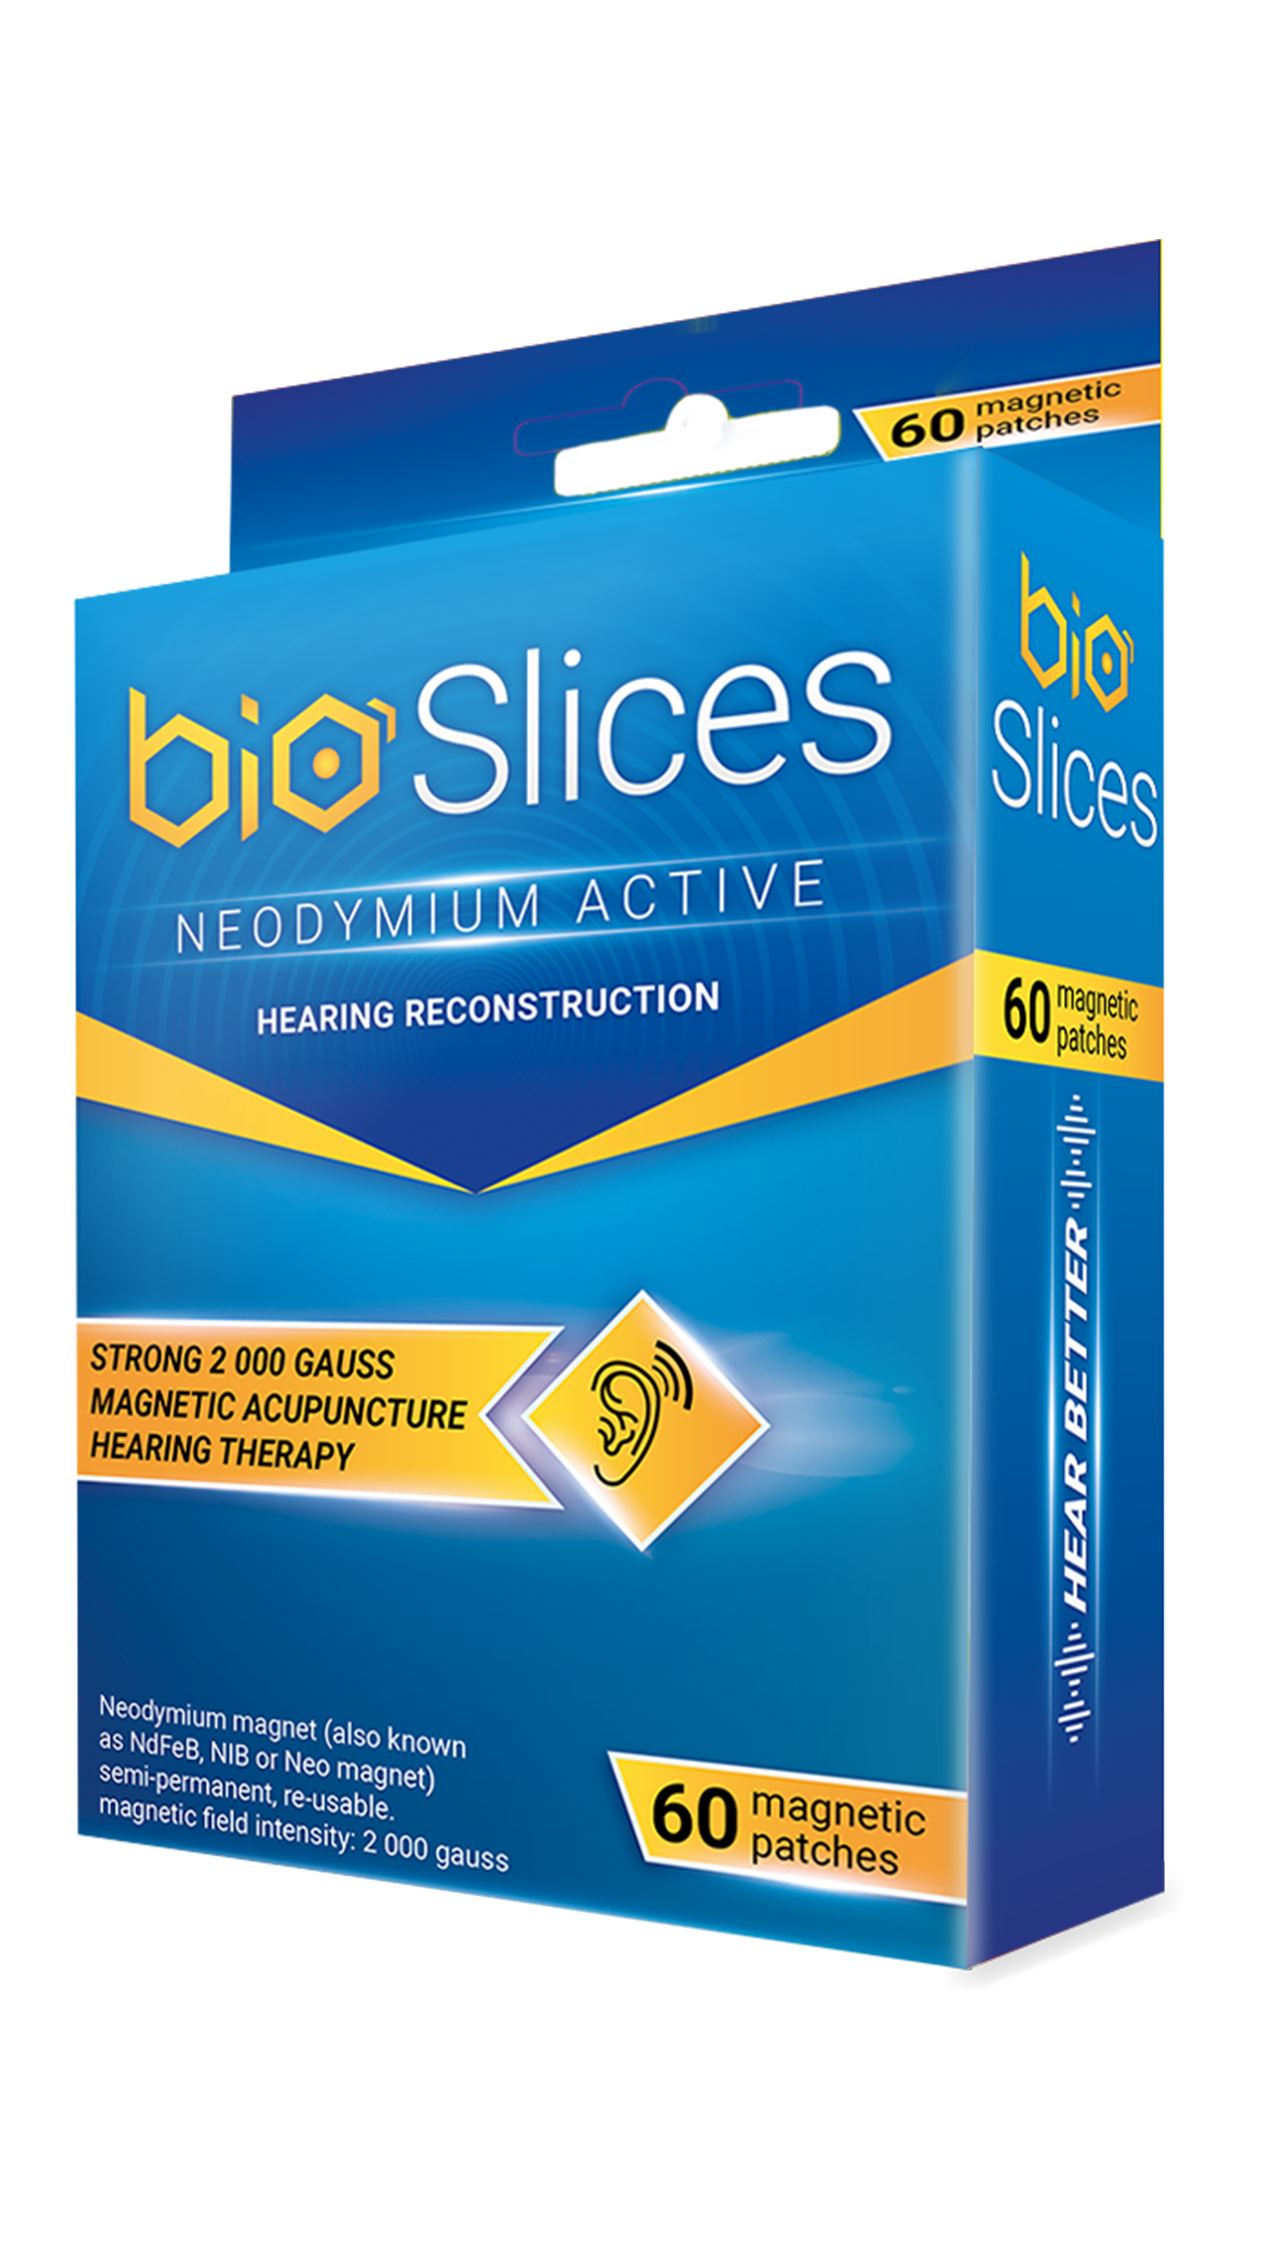 60 magnetic
patches
bio Slices
NEODYMIUM ACTIVE
HEARING RECONSTRUCTION
STRONG 2 000 GAUSS
MAGNETIC ACUPUNCTURE
HEARING THERAPY
Neodymium magnet (also known
as NdFeB, NIB or Neo magnet)
semi-permanent, re-usable.
magnetic field intensity: 2 000 gauss
60 magnetic
patches
bio
Slices
60 magnetic
patches
HEAR BETTER